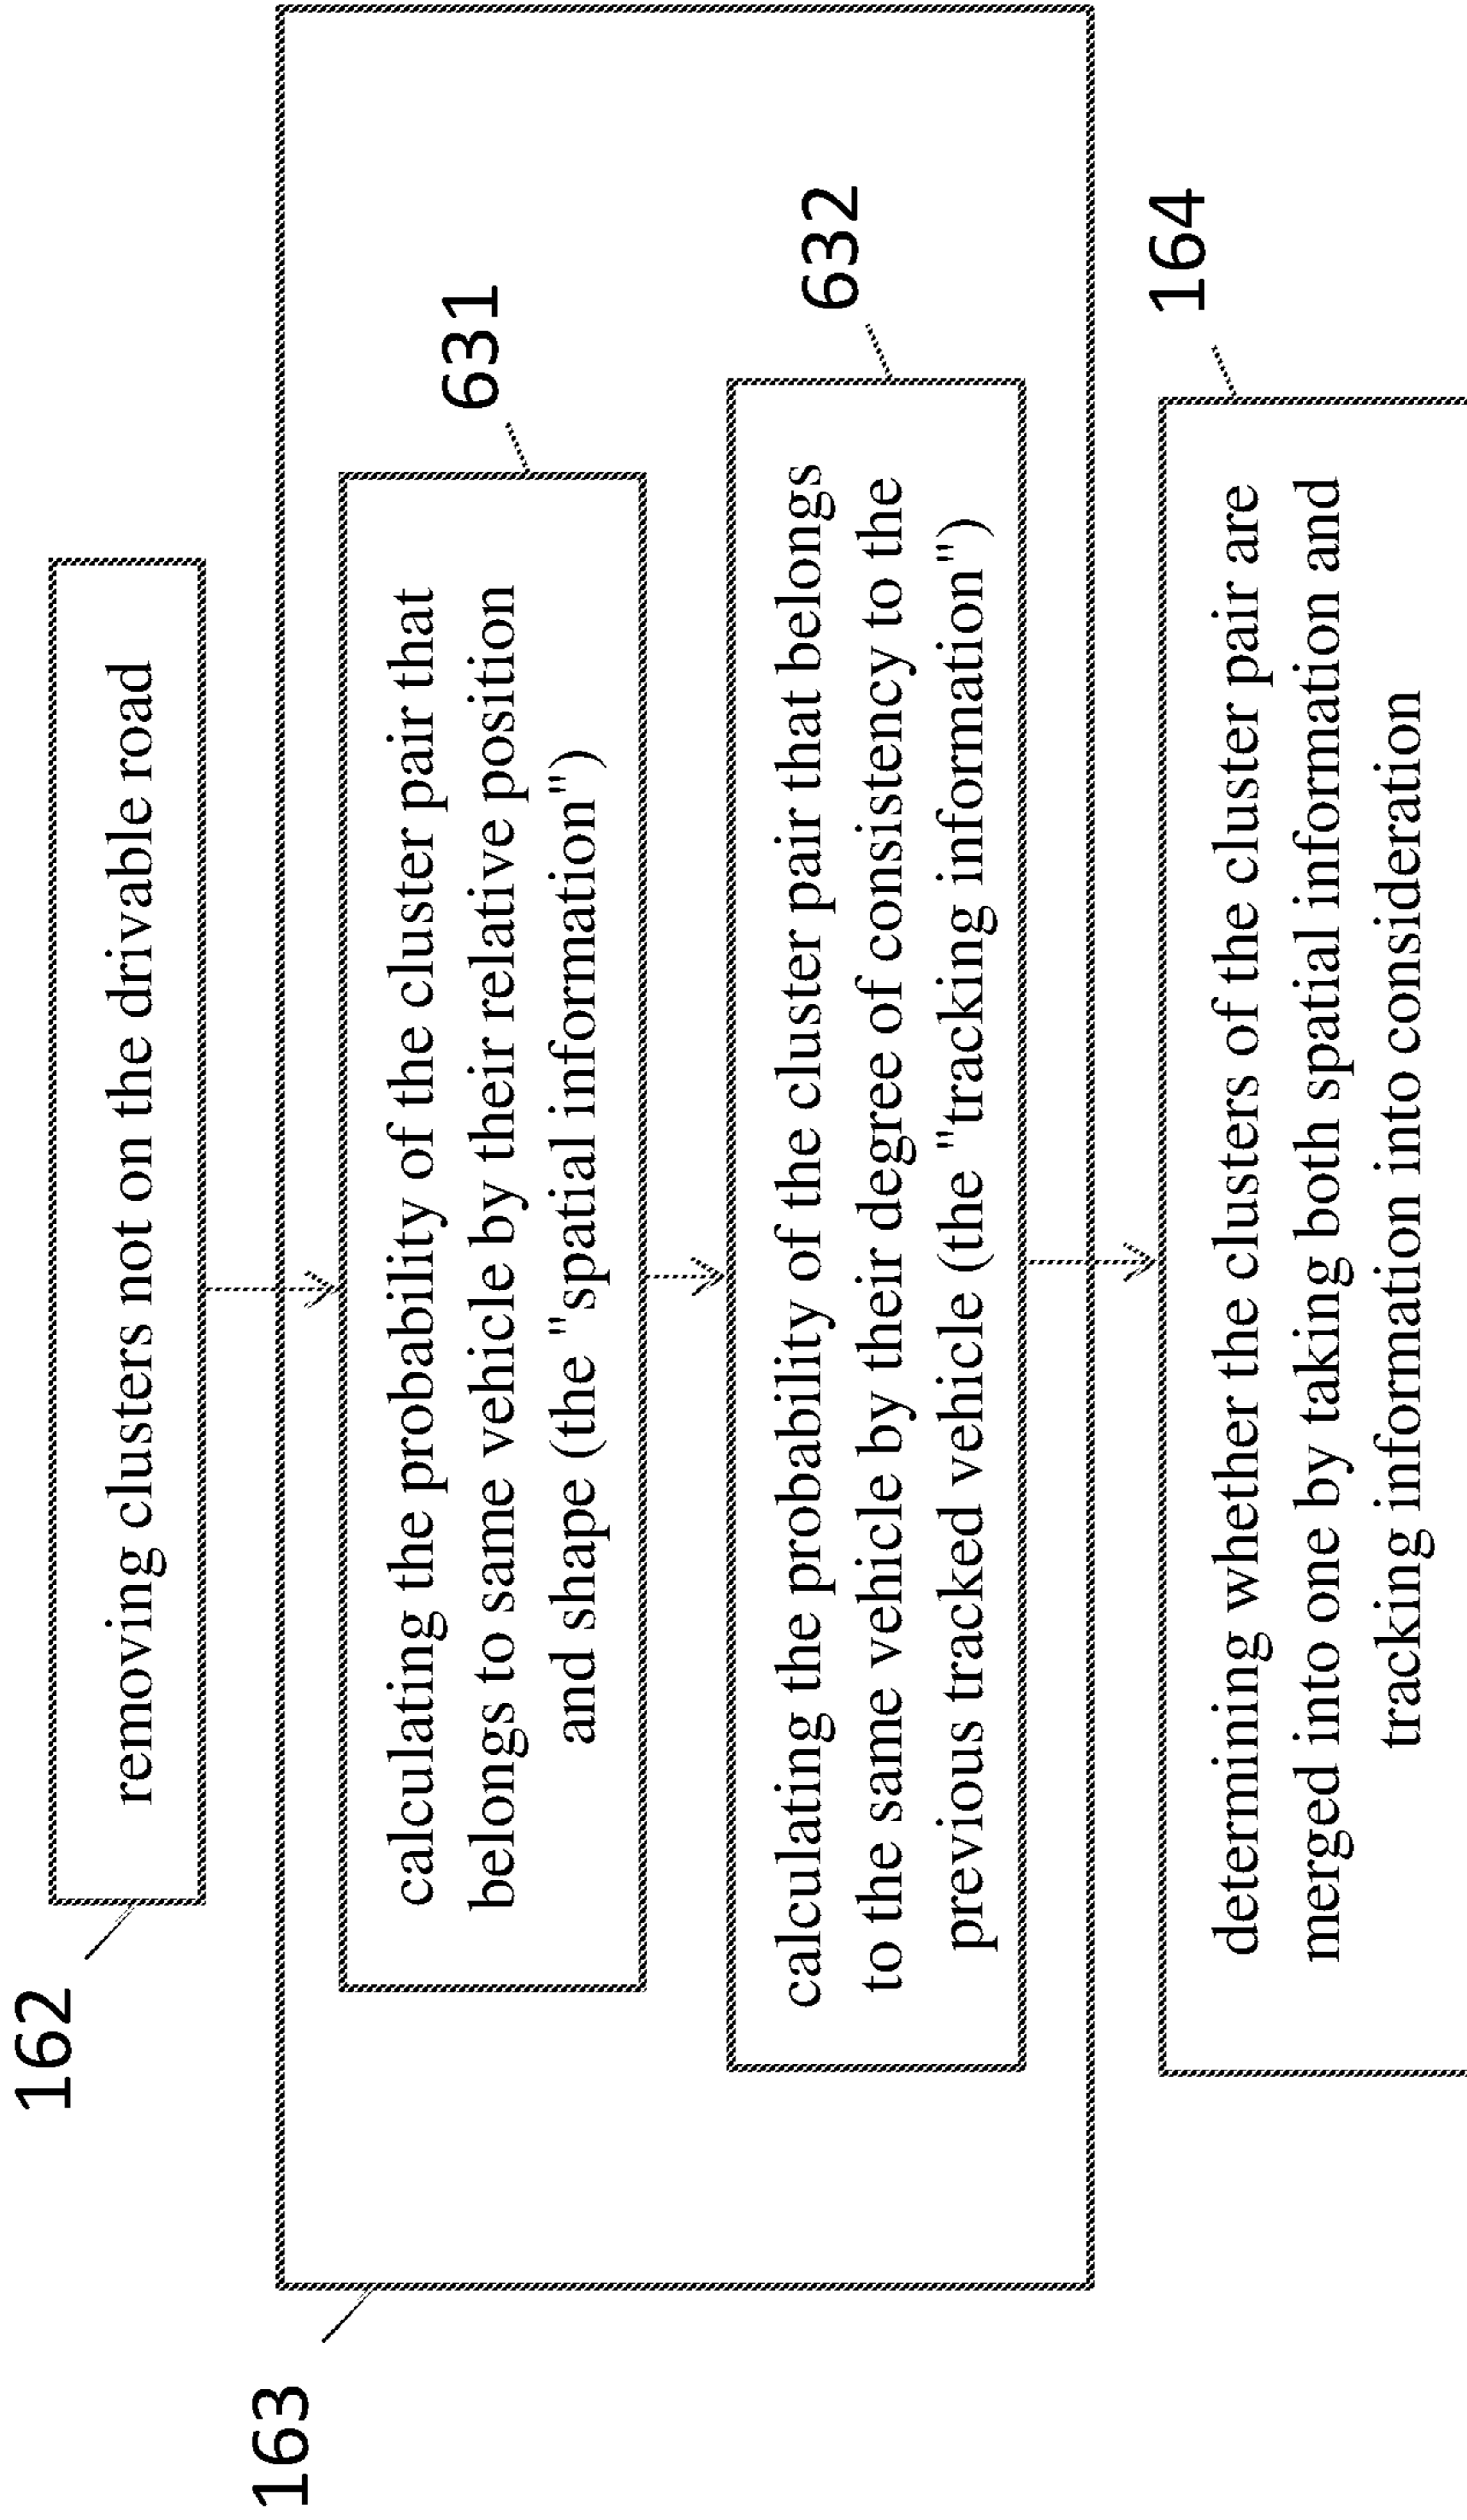 162
removing clusters not on the drivable road
163
631
calculating the probability of the cluster pair that
belongs to same vehicle by their relative position
and shape (the "spatial information")
632
calculating the probability of the cluster pair that belongs
to the same vehicle by their degree of consistency to the
previous tracked vehicle (the "tracking information")
164
determining whether the clusters of the cluster pair are
merged into one by taking both spatial information and
tracking information into consideration